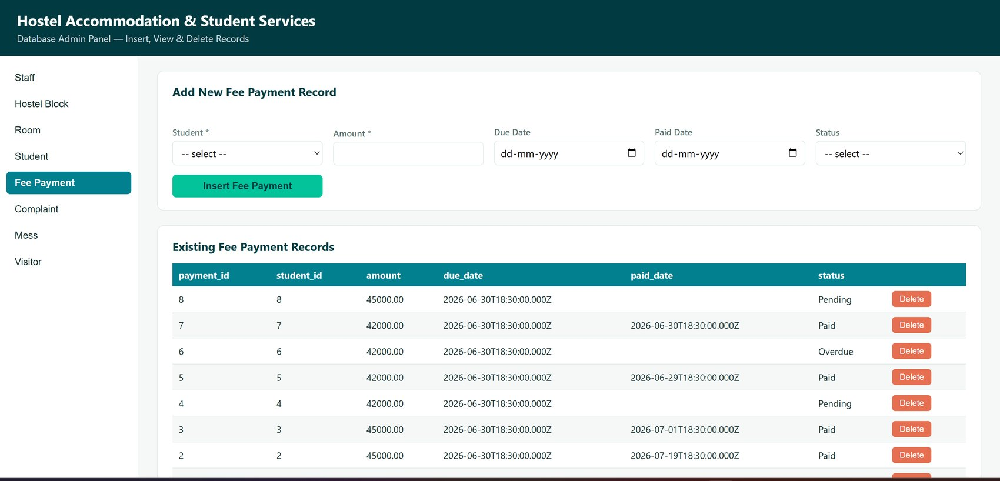 Hostel Accommodation & Student Services
Database Admin Panel — Insert, View & Delete Records
Staff
Hostel Block
Room
Student
Fee Payment
Complaint
Mess
Visitor
Add New Fee Payment Record
Student * Amount * Due Date Paid Date Status
-- select -- dd-mm-yyyy dd-mm-yyyy -- select --
Insert Fee Payment
Existing Fee Payment Records
payment_id student_id amount due_date paid_date status
8 8 45000.00 2026-06-30T18:30:00.000Z Pending Delete
7 7 42000.00 2026-06-30T18:30:00.000Z 2026-06-30T18:30:00.000Z Paid Delete
6 6 42000.00 2026-06-30T18:30:00.000Z Overdue Delete
5 5 42000.00 2026-06-30T18:30:00.000Z 2026-06-29T18:30:00.000Z Paid Delete
4 4 42000.00 2026-06-30T18:30:00.000Z Pending Delete
3 3 45000.00 2026-06-30T18:30:00.000Z 2026-07-01T18:30:00.000Z Paid Delete
2 2 45000.00 2026-06-30T18:30:00.000Z 2026-07-19T18:30:00.000Z Paid Delete